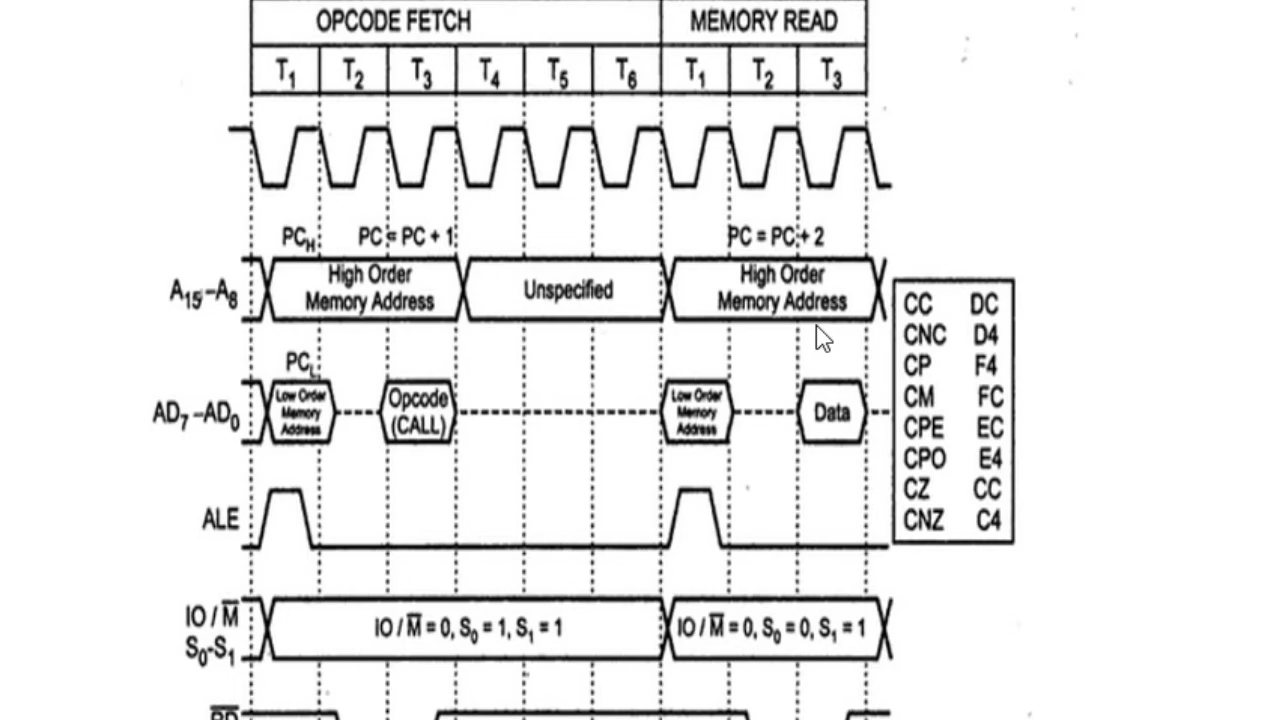 OPCODE FETCH MEMORY READ
T1 T2 T3 T4 T5 T6 T1 T2 T3
PCH PC = PC + 1 PC = PC + 2
A15–A8
High Order
Memory Address
Unspecified
High Order
Memory Address
PCL
AD7–AD0
Low Order
Memory
Address
Opcode
(CALL)
Low Order
Memory
Address
Data
CC DC
CNC D4
CP F4
CM FC
CPE EC
CPO E4
CZ CC
CNZ C4
ALE
IO / M̅
S0-S1
IO / M̅ = 0, S0 = 1, S1 = 1
IO / M̅ = 0, S0 = 0, S1 = 1